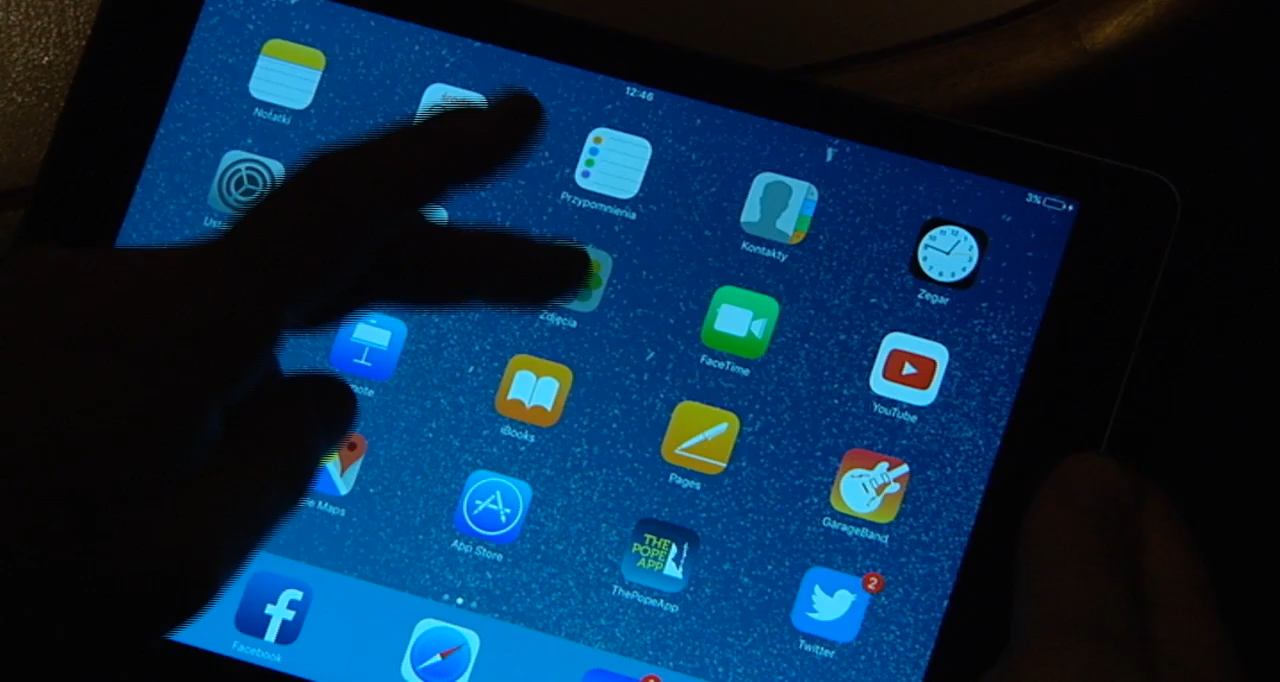 12:46
3%
Notatki
Przypomnienia
Kontakty
Zegar
Zdjęcia
FaceTime
YouTube
iBooks
Pages
GarageBand
Maps
App Store
THE
POPE
APP
ThePopeApp
2
Twitter
Facebook